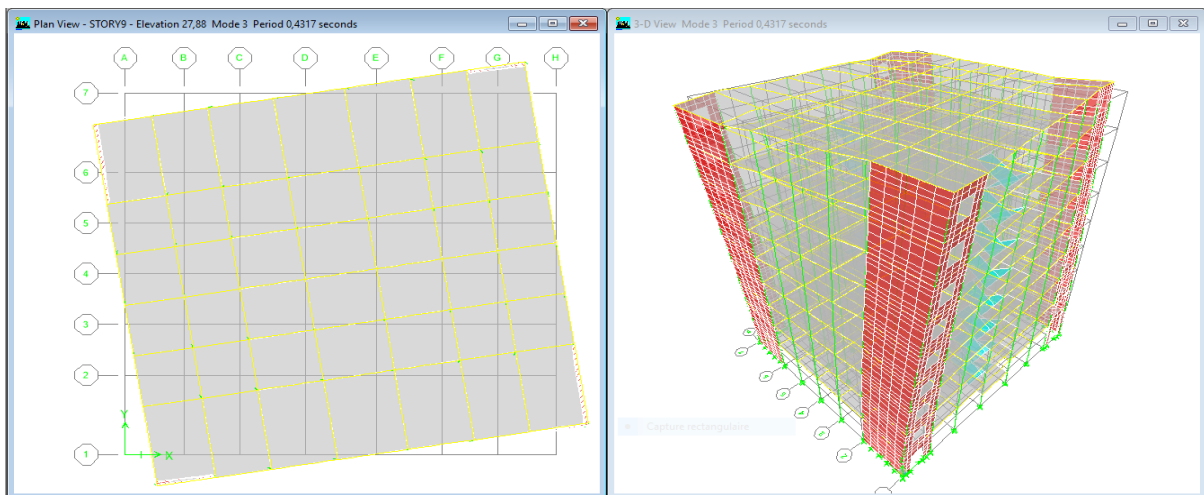 Plan View - STORY9 - Elevation 27,88 Mode 3 Period 0,4317 seconds
A B C D E F G H
7
6
5
4
3
2
1
Y
X
3-D View Mode 3 Period 0,4317 seconds
Capture rectangulaire